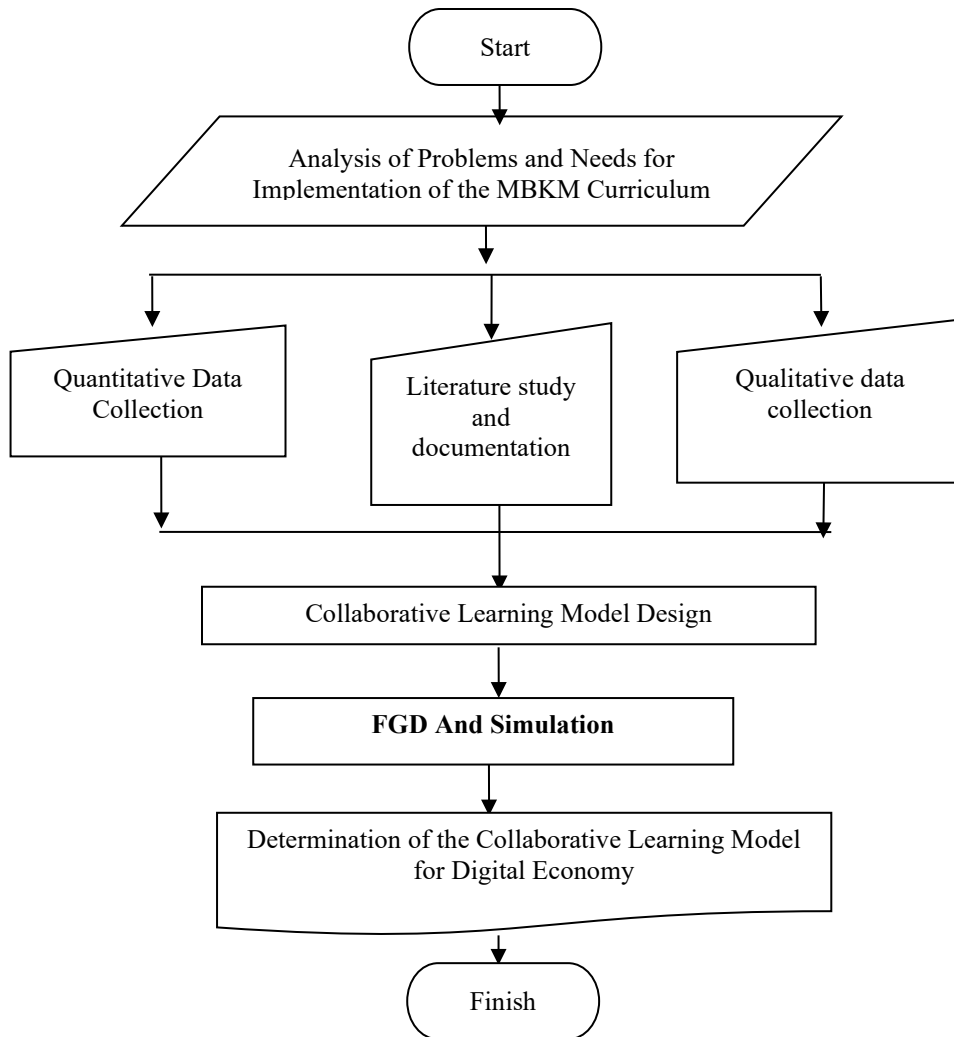 Start
Analysis of Problems and Needs for
Implementation of the MBKM Curriculum
Quantitative Data
Collection
Literature study
and
documentation
Qualitative data
collection
Collaborative Learning Model Design
FGD And Simulation
Determination of the Collaborative Learning Model
for Digital Economy
Finish